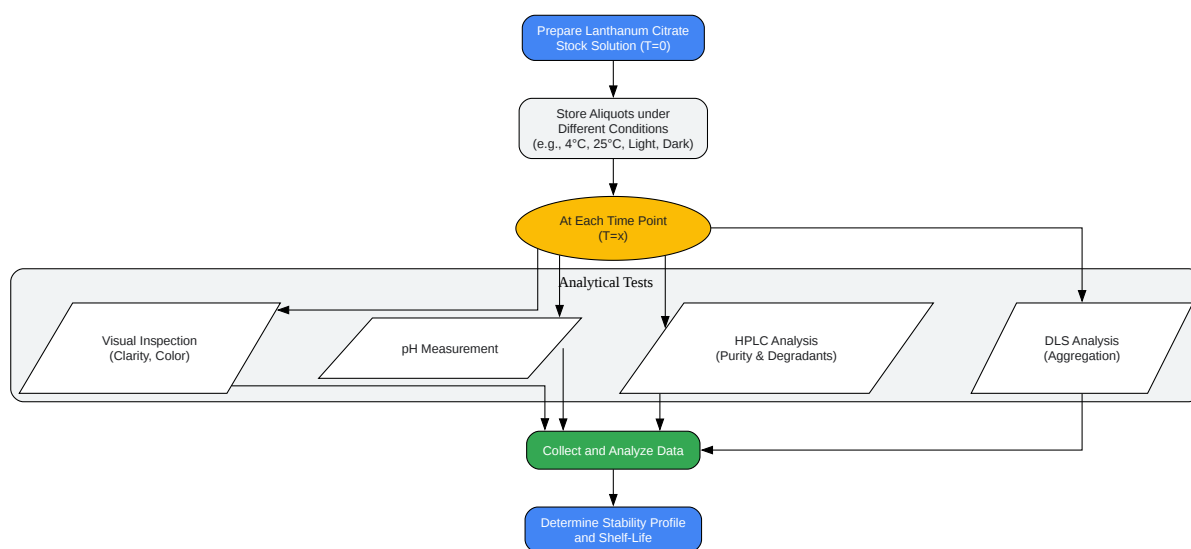 Prepare Lanthanum Citrate
Stock Solution (T=0)
Store Aliquots under
Different Conditions
(e.g., 4°C, 25°C, Light, Dark)
At Each Time Point
(T=x)
Analytical Tests
Visual Inspection
(Clarity, Color)
pH Measurement
HPLC Analysis
(Purity & Degradants)
DLS Analysis
(Aggregation)
Collect and Analyze Data
Determine Stability Profile
and Shelf-Life